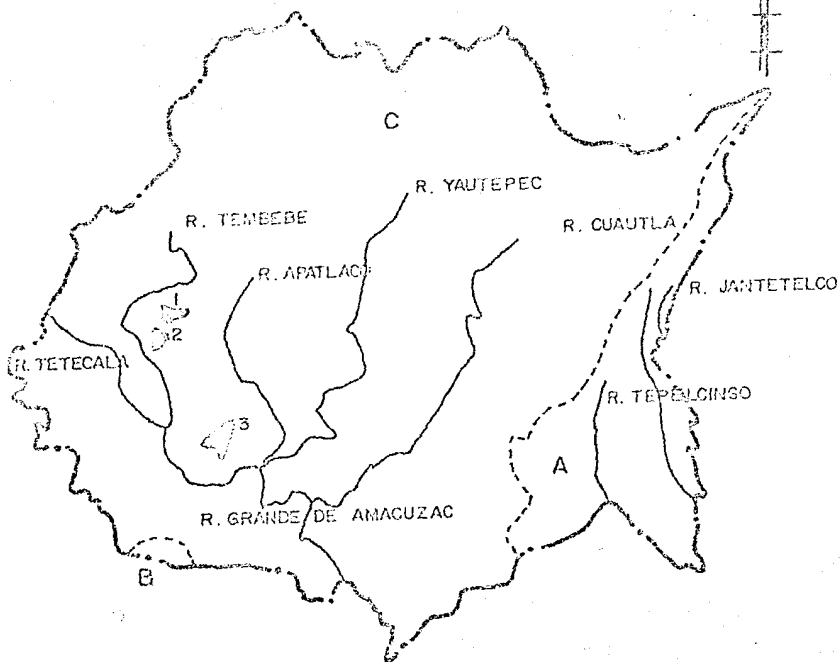 C
R. YAUTEPEC
R. TEMBEBE
R. CUAUTLA
R. APATLACO
R. JANTETELCO
1
2
R. TETECALA
R. TEPALCINGO
3
A
R. GRANDE DE AMACUZAC
B